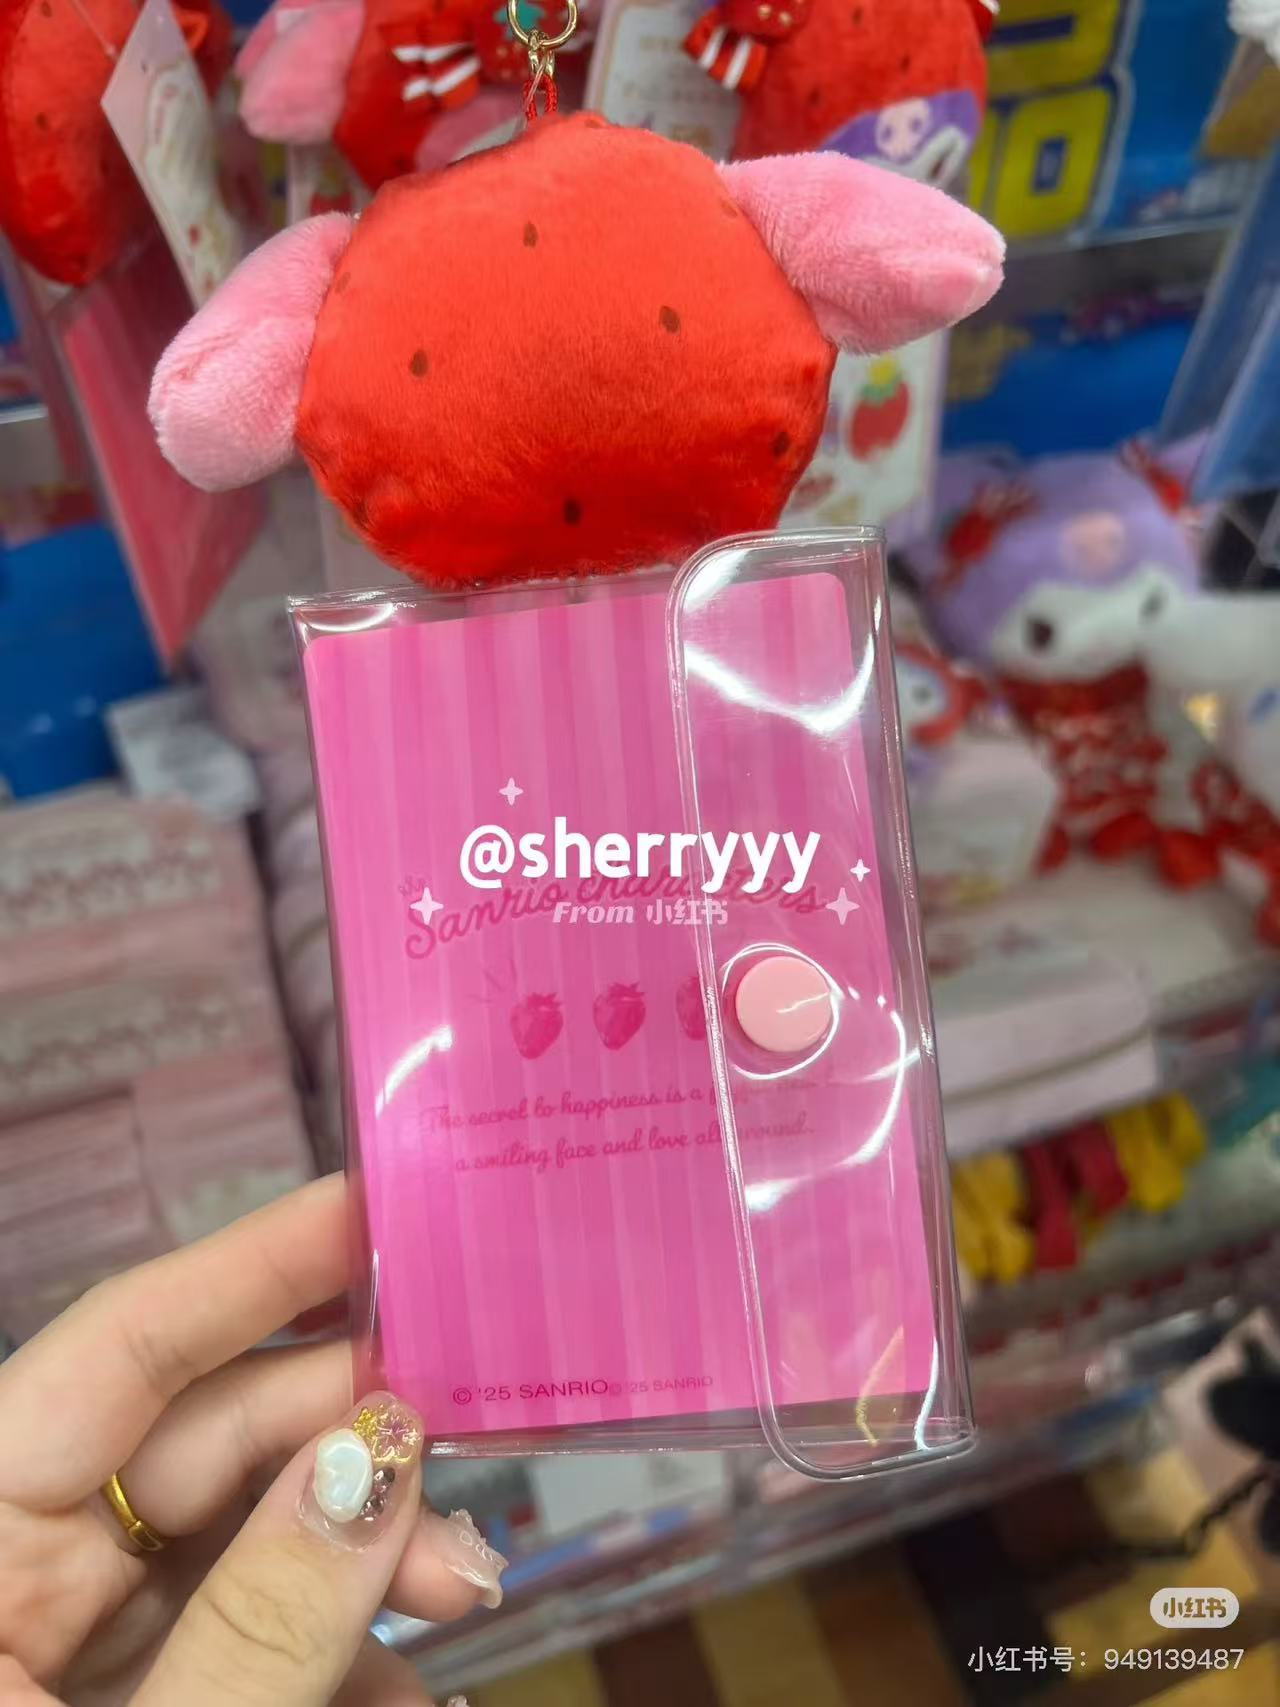 @sherryyy
Sanrio characters
From 小红书
The secret to happiness is a
a smiling face and love all around.
© '25 SANRIO © '25 SANRIO
小红书
小红书号：949139487